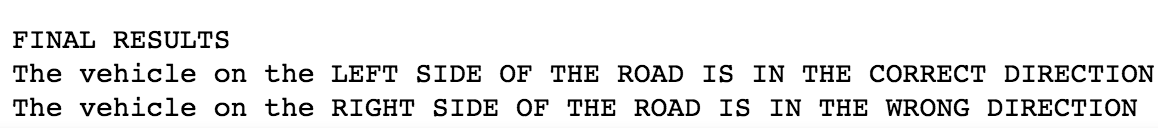 FINAL RESULTS
The vehicle on the LEFT SIDE OF THE ROAD IS IN THE CORRECT DIRECTION
The vehicle on the RIGHT SIDE OF THE ROAD IS IN THE WRONG DIRECTION